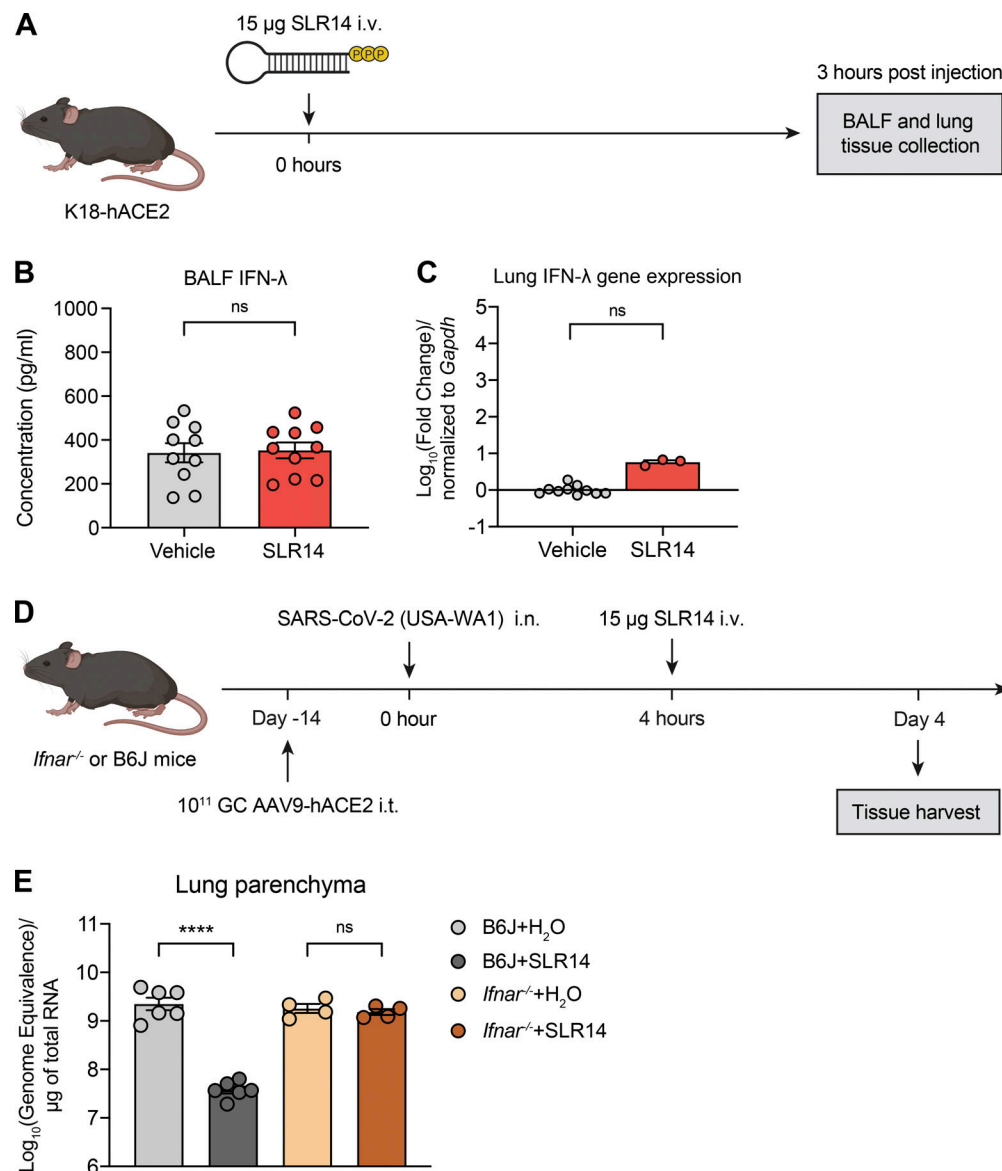 A
15 µg SLR14 i.v.
P P P
3 hours post injection
BALF and lung
tissue collection
0 hours
K18-hACE2
B
BALF IFN-λ
ns
Concentration (pg/ml)
1000
800
600
400
200
0
Vehicle
SLR14
C
Lung IFN-λ gene expression
ns
Log₁₀(Fold Change)/
normalized to Gapdh
5
4
3
2
1
0
-1
Vehicle
SLR14
D
SARS-CoV-2 (USA-WA1) i.n.
15 µg SLR14 i.v.
Day -14
0 hour
4 hours
Day 4
Ifnar⁻/⁻ or B6J mice
10¹¹ GC AAV9-hACE2 i.t.
Tissue harvest
E
Lung parenchyma
Log₁₀(Genome Equivalence)/
µg of total RNA
11
10
9
8
7
6
****
ns
B6J+H₂O
B6J+SLR14
Ifnar⁻/⁻+H₂O
Ifnar⁻/⁻+SLR14